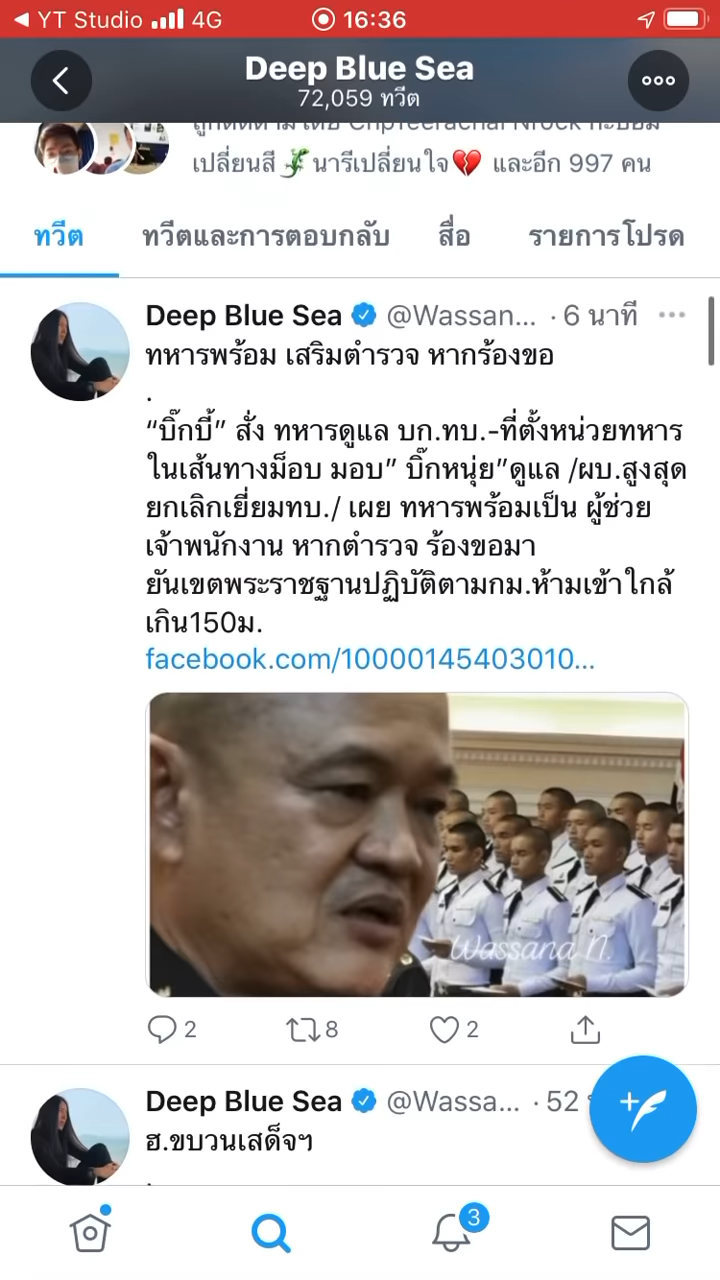 YT Studio 4G 16:36
Deep Blue Sea
72,059 ทวีต
เปลี่ยนสี🦎นารีเปลี่ยนใจ💔 และอีก 997 คน
ทวีต ทวีตและการตอบกลับ สื่อ รายการโปรด
Deep Blue Sea @Wassan... · 6 นาที
ทหารพร้อม เสริมตำรวจ หากร้องขอ
.
“บิ๊กบี้” สั่ง ทหารดูแล บก.ทบ.-ที่ตั้งหน่วยทหาร
ในเส้นทางม็อบ มอบ” บิ๊กหนุ่ย”ดูแล /ผบ.สูงสุด
ยกเลิกเยี่ยมทบ./ เผย ทหารพร้อมเป็น ผู้ช่วย
เจ้าพนักงาน หากตำรวจ ร้องขอมา
ยันเขตพระราชฐานปฏิบัติตามกม.ห้ามเข้าใกล้
เกิน150ม.
facebook.com/10000145403010...
Wassana N.
2 8 2
Deep Blue Sea @Wassa... · 52
ฮ.ขบวนเสด็จฯ
.
3